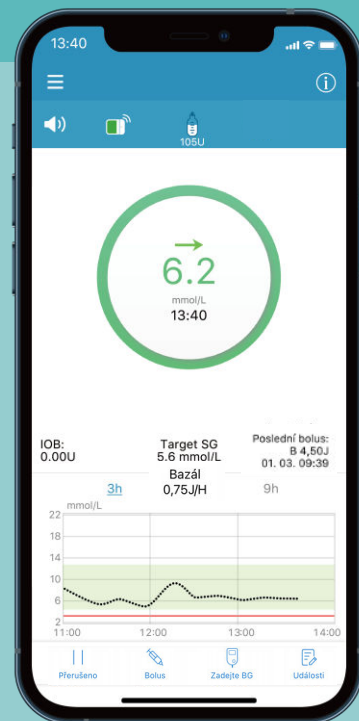 13:40
105U
6.2
mmol/L
13:40
IOB:
0.00U
Target SG
5.6 mmol/L
Poslední bolus:
B 4,50J
01. 03. 09:39
Bazál
0,75J/H
3h
9h
mmol/L
22
18
14
10
6
2
11:00 12:00 13:00 14:00
Přerušeno Bolus Zadejte BG Události